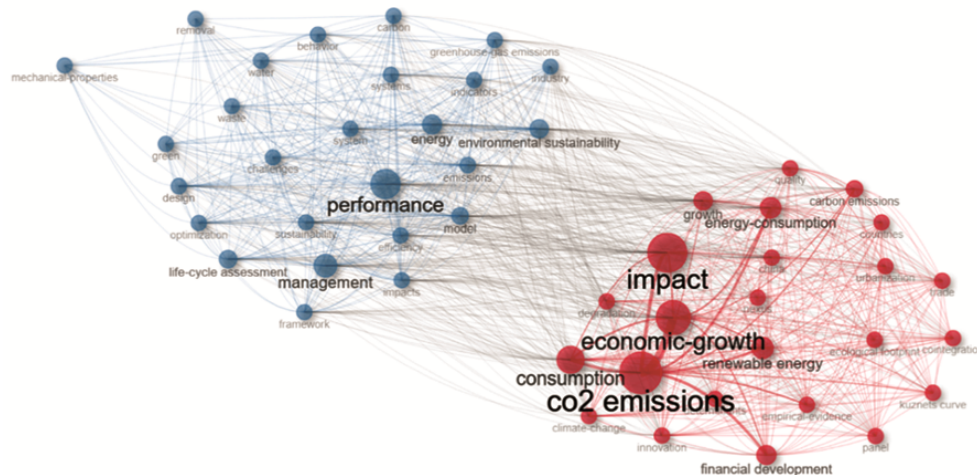 removal
carbon
behavior
greenhouse-gas emissions
mechanical-properties
water
systems
indicators
industry
waste
system
energy
environmental sustainability
green
challenges
emissions
quality
design
performance
carbon emissions
growth
energy-consumption
optimization
sustainability
model
countries
efficiency
life-cycle assessment
management
impact
urbanization
impacts
trade
degradation
framework
economic-growth
ecological footprint
cointegration
renewable energy
consumption
co2 emissions
kuznets curve
climate-change
empirical-evidence
innovation
panel
financial development